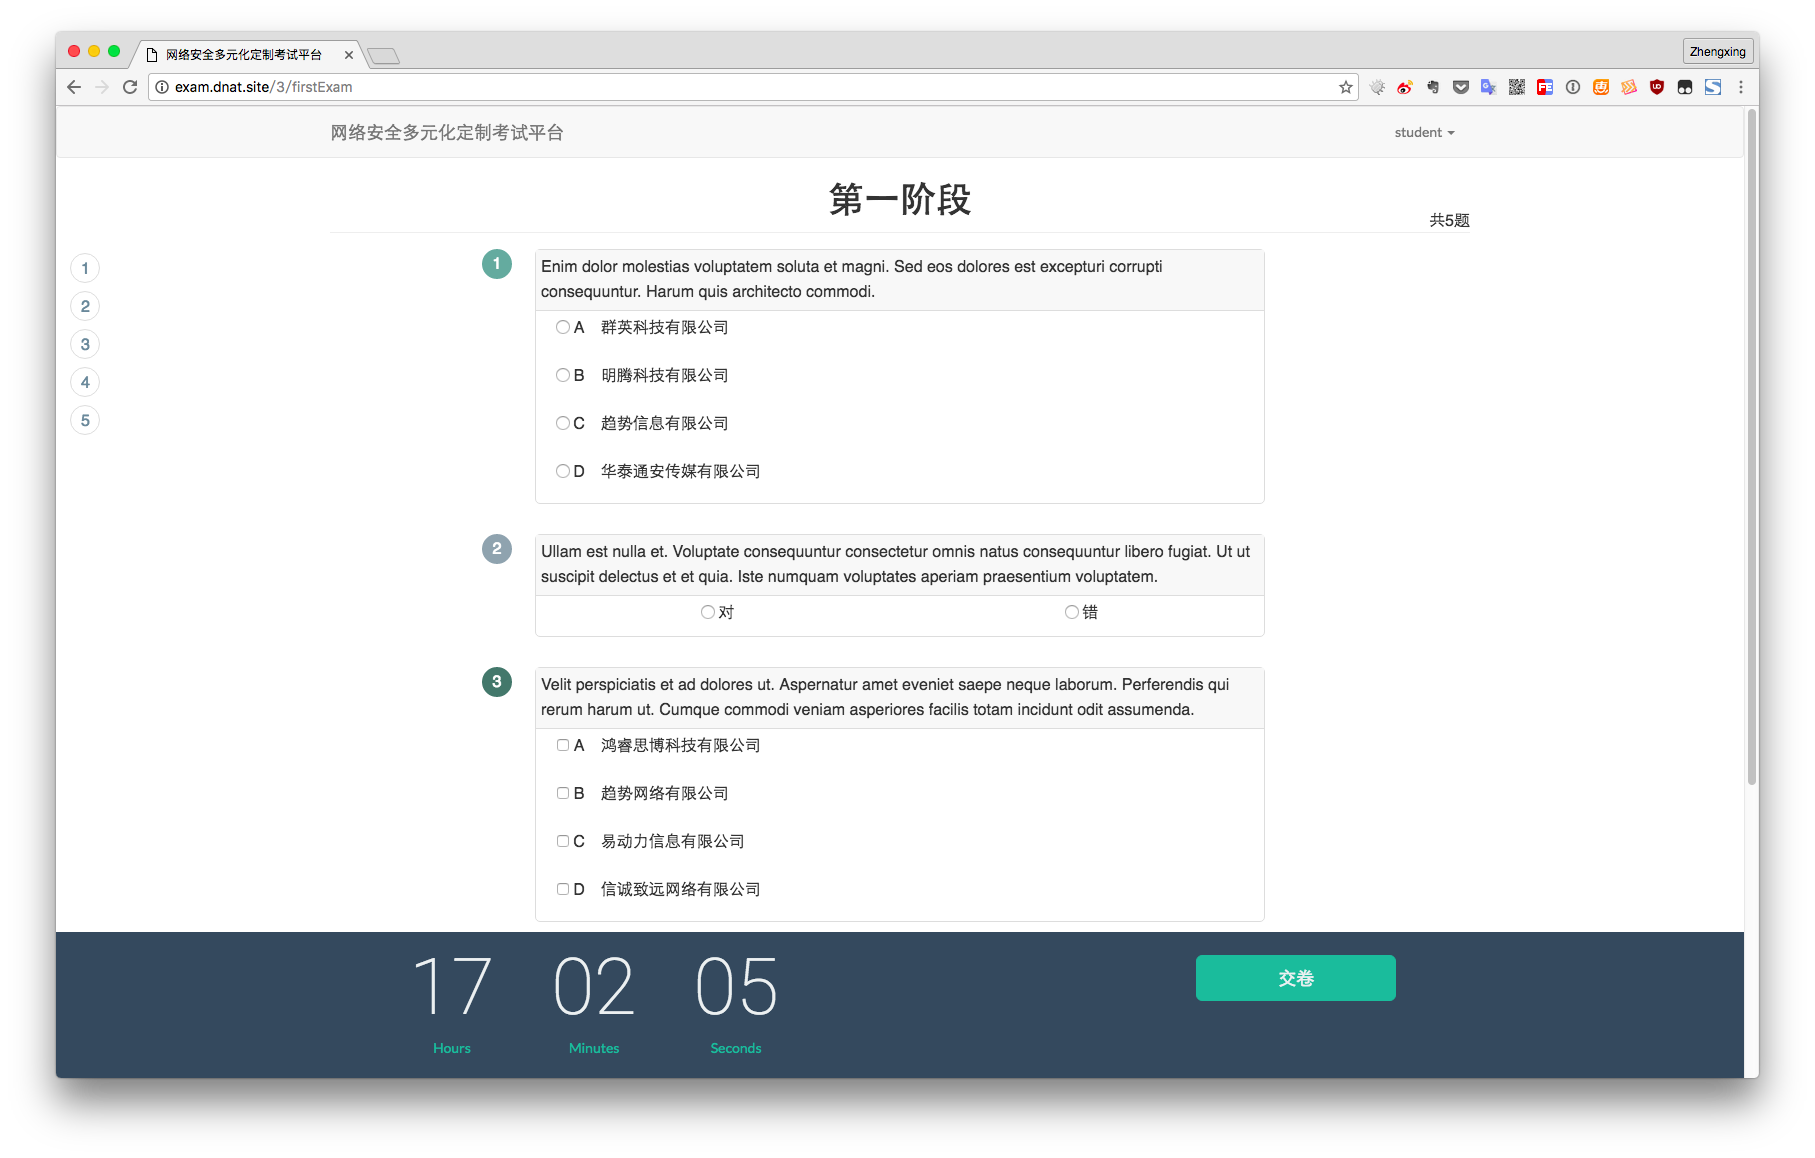 网络安全多元化定制考试平台
Zhengxing
exam.dnat.site/3/firstExam
网络安全多元化定制考试平台
student
第一阶段
共5题
1
2
3
4
5
1
Enim dolor molestias voluptatem soluta et magni. Sed eos dolores est excepturi corrupti
consequuntur. Harum quis architecto commodi.
A 群英科技有限公司
B 明腾科技有限公司
C 趋势信息有限公司
D 华泰通安传媒有限公司
2
Ullam est nulla et. Voluptate consequuntur consectetur omnis natus consequuntur libero fugiat. Ut ut
suscipit delectus et et quia. Iste numquam voluptates aperiam praesentium voluptatem.
对 错
3
Velit perspiciatis et ad dolores ut. Aspernatur amet eveniet saepe neque laborum. Perferendis qui
rerum harum ut. Cumque commodi veniam asperiores facilis totam incidunt odit assumenda.
A 鸿睿思博科技有限公司
B 趋势网络有限公司
C 易动力信息有限公司
D 信诚致远网络有限公司
17 02 05
Hours Minutes Seconds
交卷